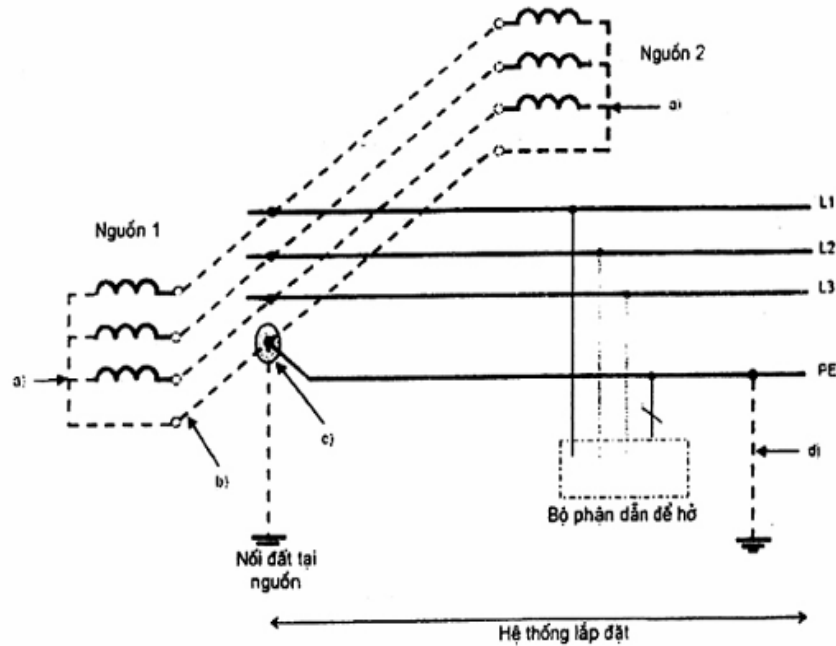 Nguồn 2
a)
L1
Nguồn 1
L2
L3
a)
PE
c)
b)
d)
Bộ phận dẫn để hở
Nối đất tại
nguồn
Hệ thống lắp đặt